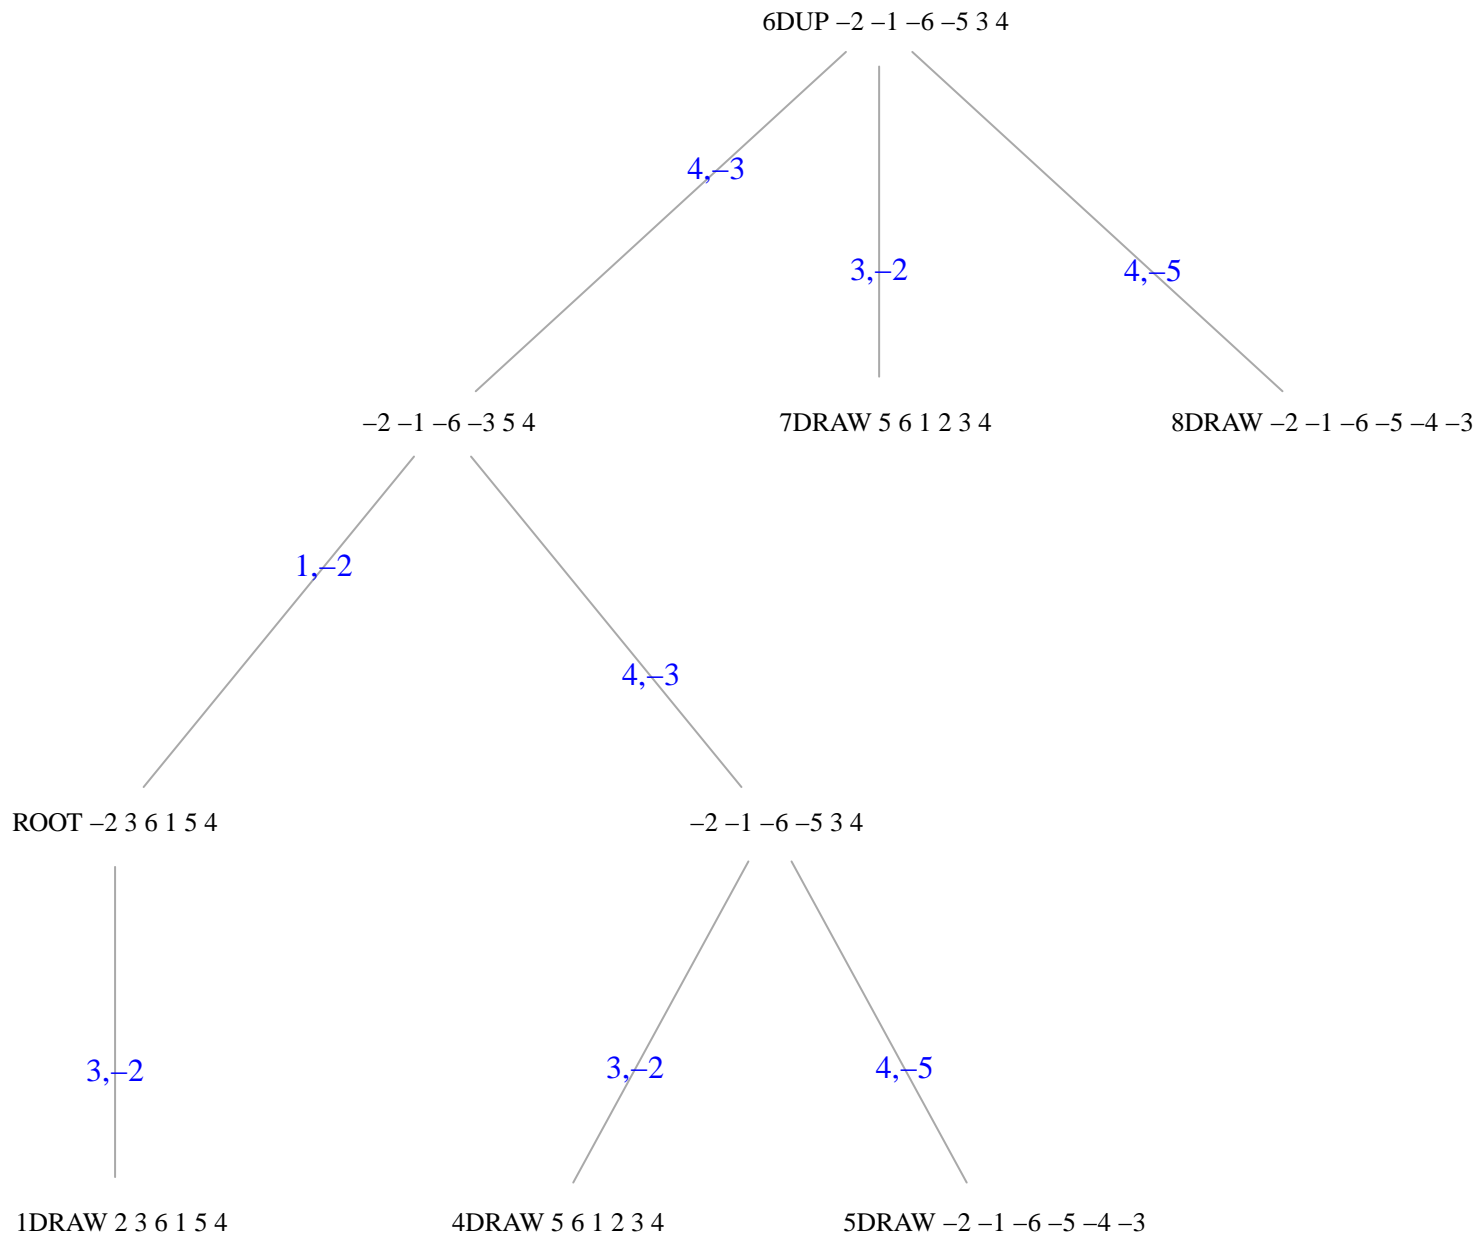 6DUP –2 –1 –6 –5 3 4
4,–3
3,–2
4,–5
–2 –1 –6 –3 5 4
7DRAW 5 6 1 2 3 4
8DRAW –2 –1 –6 –5 –4 –3
1,–2
4,–3
ROOT –2 3 6 1 5 4
–2 –1 –6 –5 3 4
3,–2
3,–2
4,–5
1DRAW 2 3 6 1 5 4
4DRAW 5 6 1 2 3 4
5DRAW –2 –1 –6 –5 –4 –3